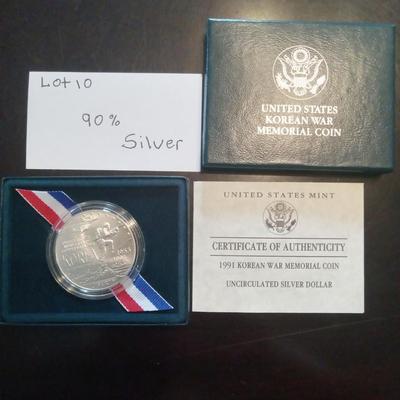 Lot 10
90%
Silver
UNITED STATES
KOREAN WAR
MEMORIAL COIN
UNITED STATES MINT
CERTIFICATE OF AUTHENTICITY
1991 KOREAN WAR MEMORIAL COIN
UNCIRCULATED SILVER DOLLAR